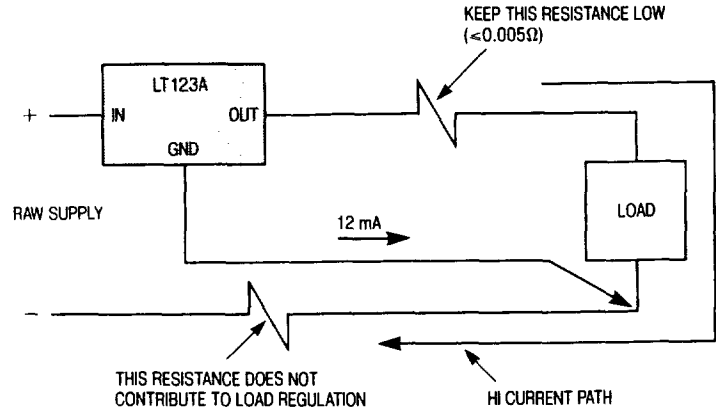 KEEP THIS RESISTANCE LOW
(≤0.005Ω)
LT123A
+
IN
OUT
GND
RAW SUPPLY
12 mA
LOAD
−
THIS RESISTANCE DOES NOT
CONTRIBUTE TO LOAD REGULATION
HI CURRENT PATH